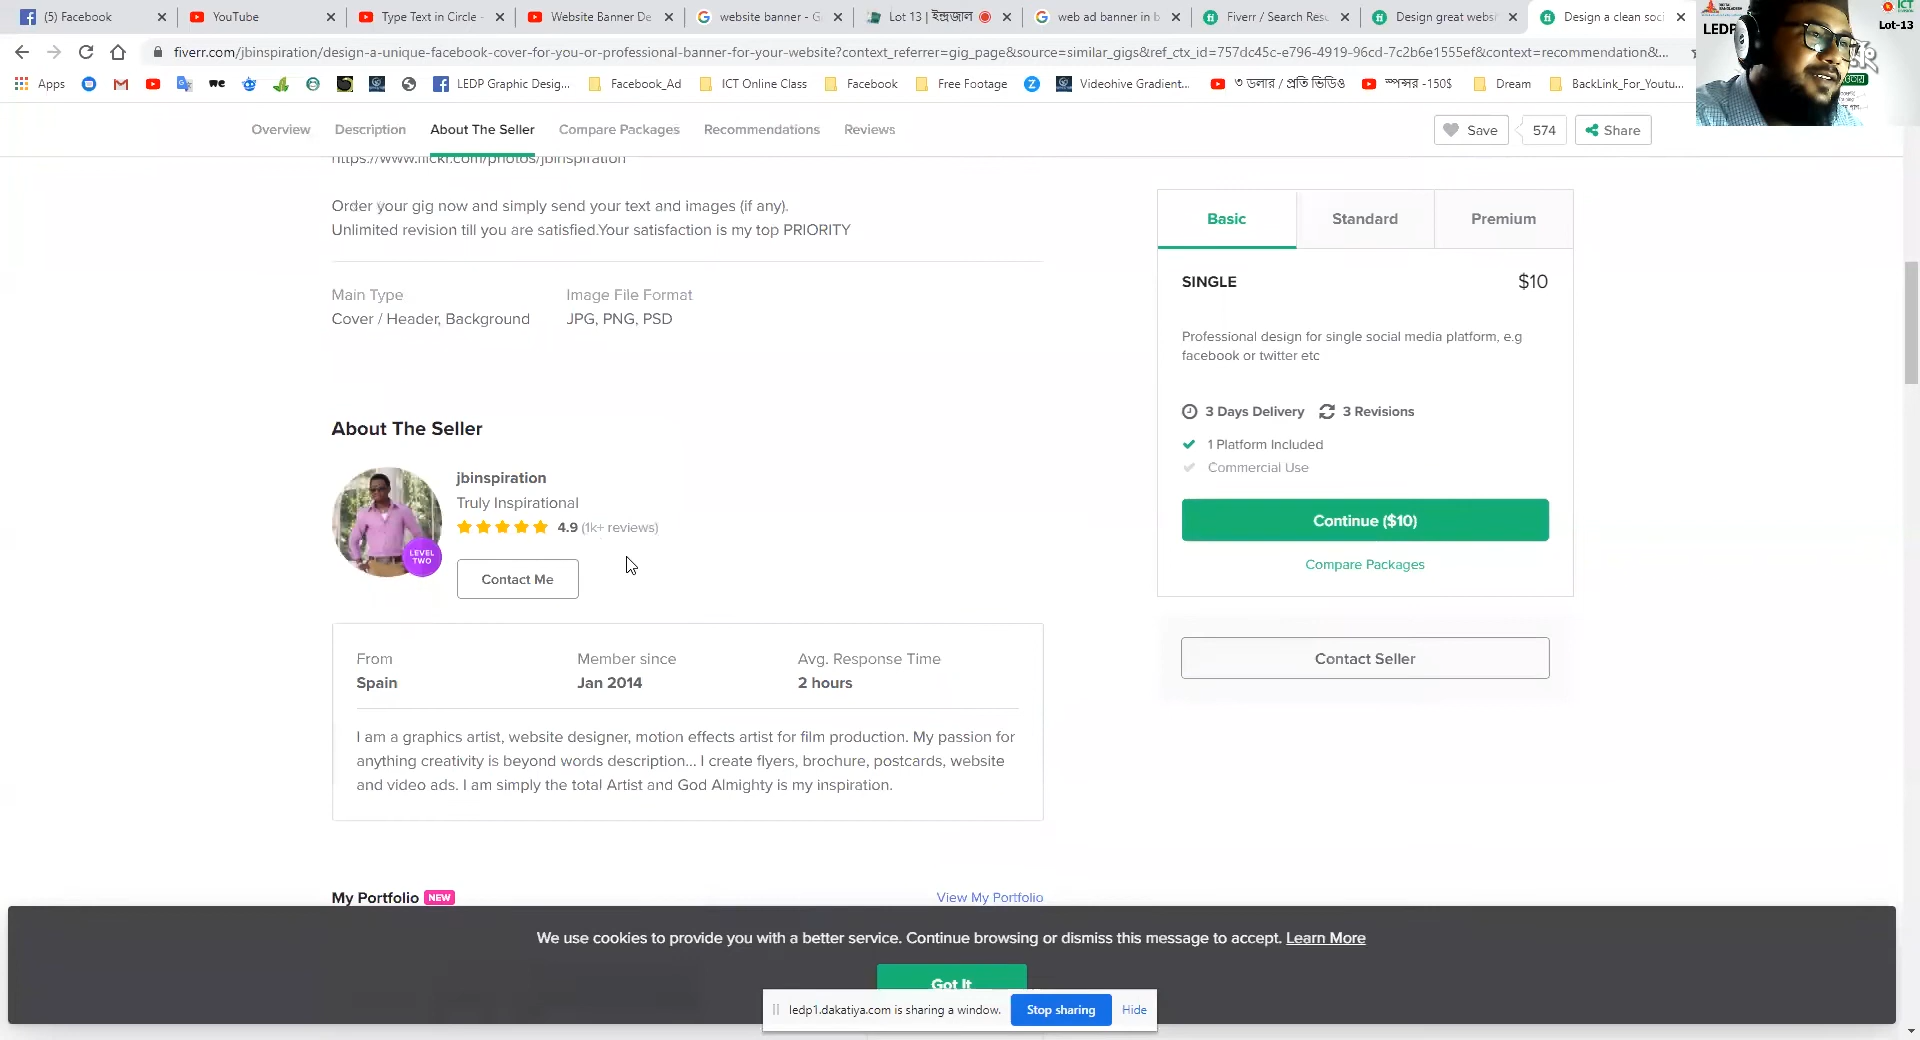 (5) Facebook
YouTube
Type Text in Circle -
Website Banner De
website banner - G
Lot 13 | ইন্দ্রজাল
web ad banner in b
Fiverr / Search Resu
Design great websi
Design a clean soci
LEDP
Lot-13
fiverr.com/jbinspiration/design-a-unique-facebook-cover-for-you-or-professional-banner-for-your-website?context_referrer=gig_page&source=similar_gigs&ref_ctx_id=757dc45c-e796-4919-96cd-7c2b6e1555ef&context=recommendation&...
Apps
LEDP Graphic Desig...
Facebook_Ad
ICT Online Class
Facebook
Free Footage
Videohive Gradient...
৩ ডলার / প্রতি ভিডিও
স্পন্সর -150$
Dream
BackLink_For_Youtu...
Overview
Description
About The Seller
Compare Packages
Recommendations
Reviews
Save
574
Share
https://www.flickr.com/photos/jbinspiration
Order your gig now and simply send your text and images (if any).
Unlimited revision till you are satisfied.Your satisfaction is my top PRIORITY
Main Type
Image File Format
Cover / Header, Background
JPG, PNG, PSD
Basic
Standard
Premium
SINGLE
$10
Professional design for single social media platform, e.g
facebook or twitter etc
3 Days Delivery
3 Revisions
1 Platform Included
Commercial Use
Continue ($10)
Compare Packages
Contact Seller
About The Seller
jbinspiration
Truly Inspirational
4.9 (1k+ reviews)
LEVEL
TWO
Contact Me
From
Member since
Avg. Response Time
Spain
Jan 2014
2 hours
I am a graphics artist, website designer, motion effects artist for film production. My passion for
anything creativity is beyond words description... I create flyers, brochure, postcards, website
and video ads. I am simply the total Artist and God Almighty is my inspiration.
My Portfolio NEW
View My Portfolio
We use cookies to provide you with a better service. Continue browsing or dismiss this message to accept. Learn More
Got It
ledp1.dakatiya.com is sharing a window.
Stop sharing
Hide